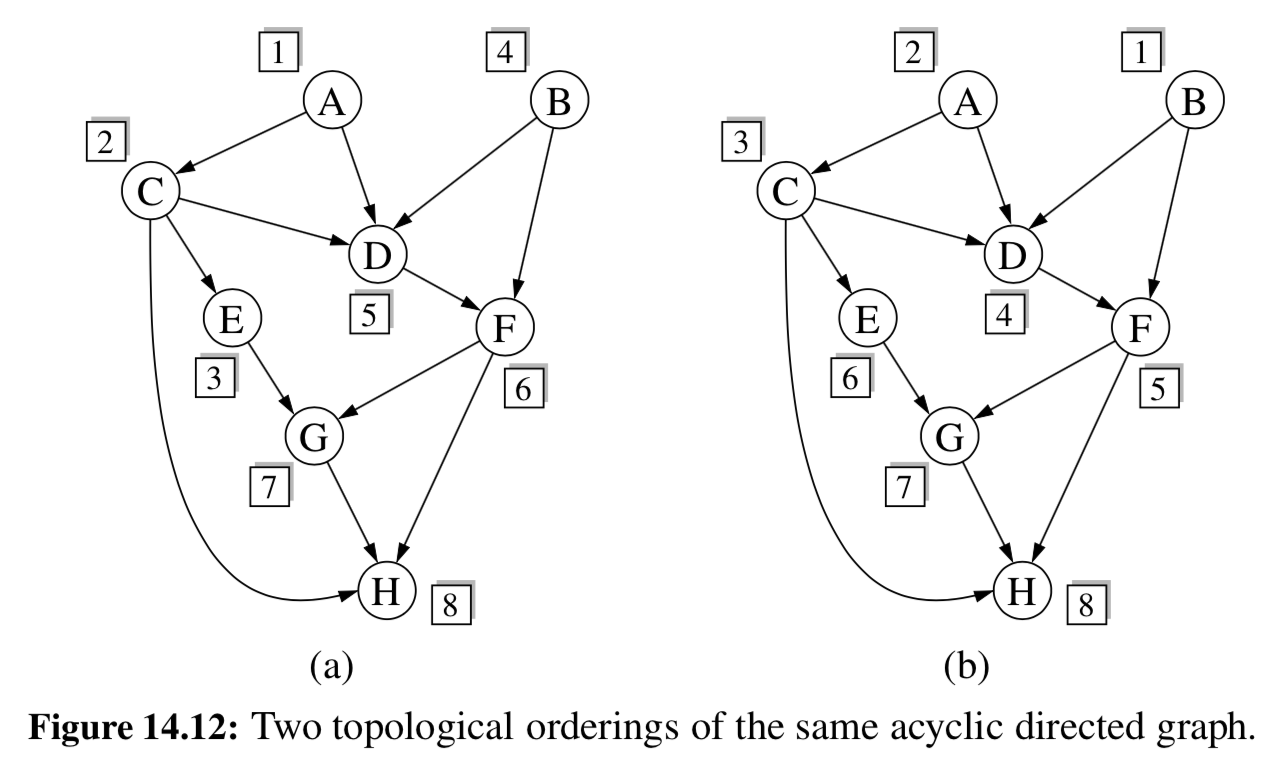 1
4
A
B
2
C
D
5
E
F
3
6
G
7
H
8
(a)
2
1
A
B
3
C
D
4
E
F
6
5
G
7
H
8
(b)
Figure 14.12: Two topological orderings of the same acyclic directed graph.